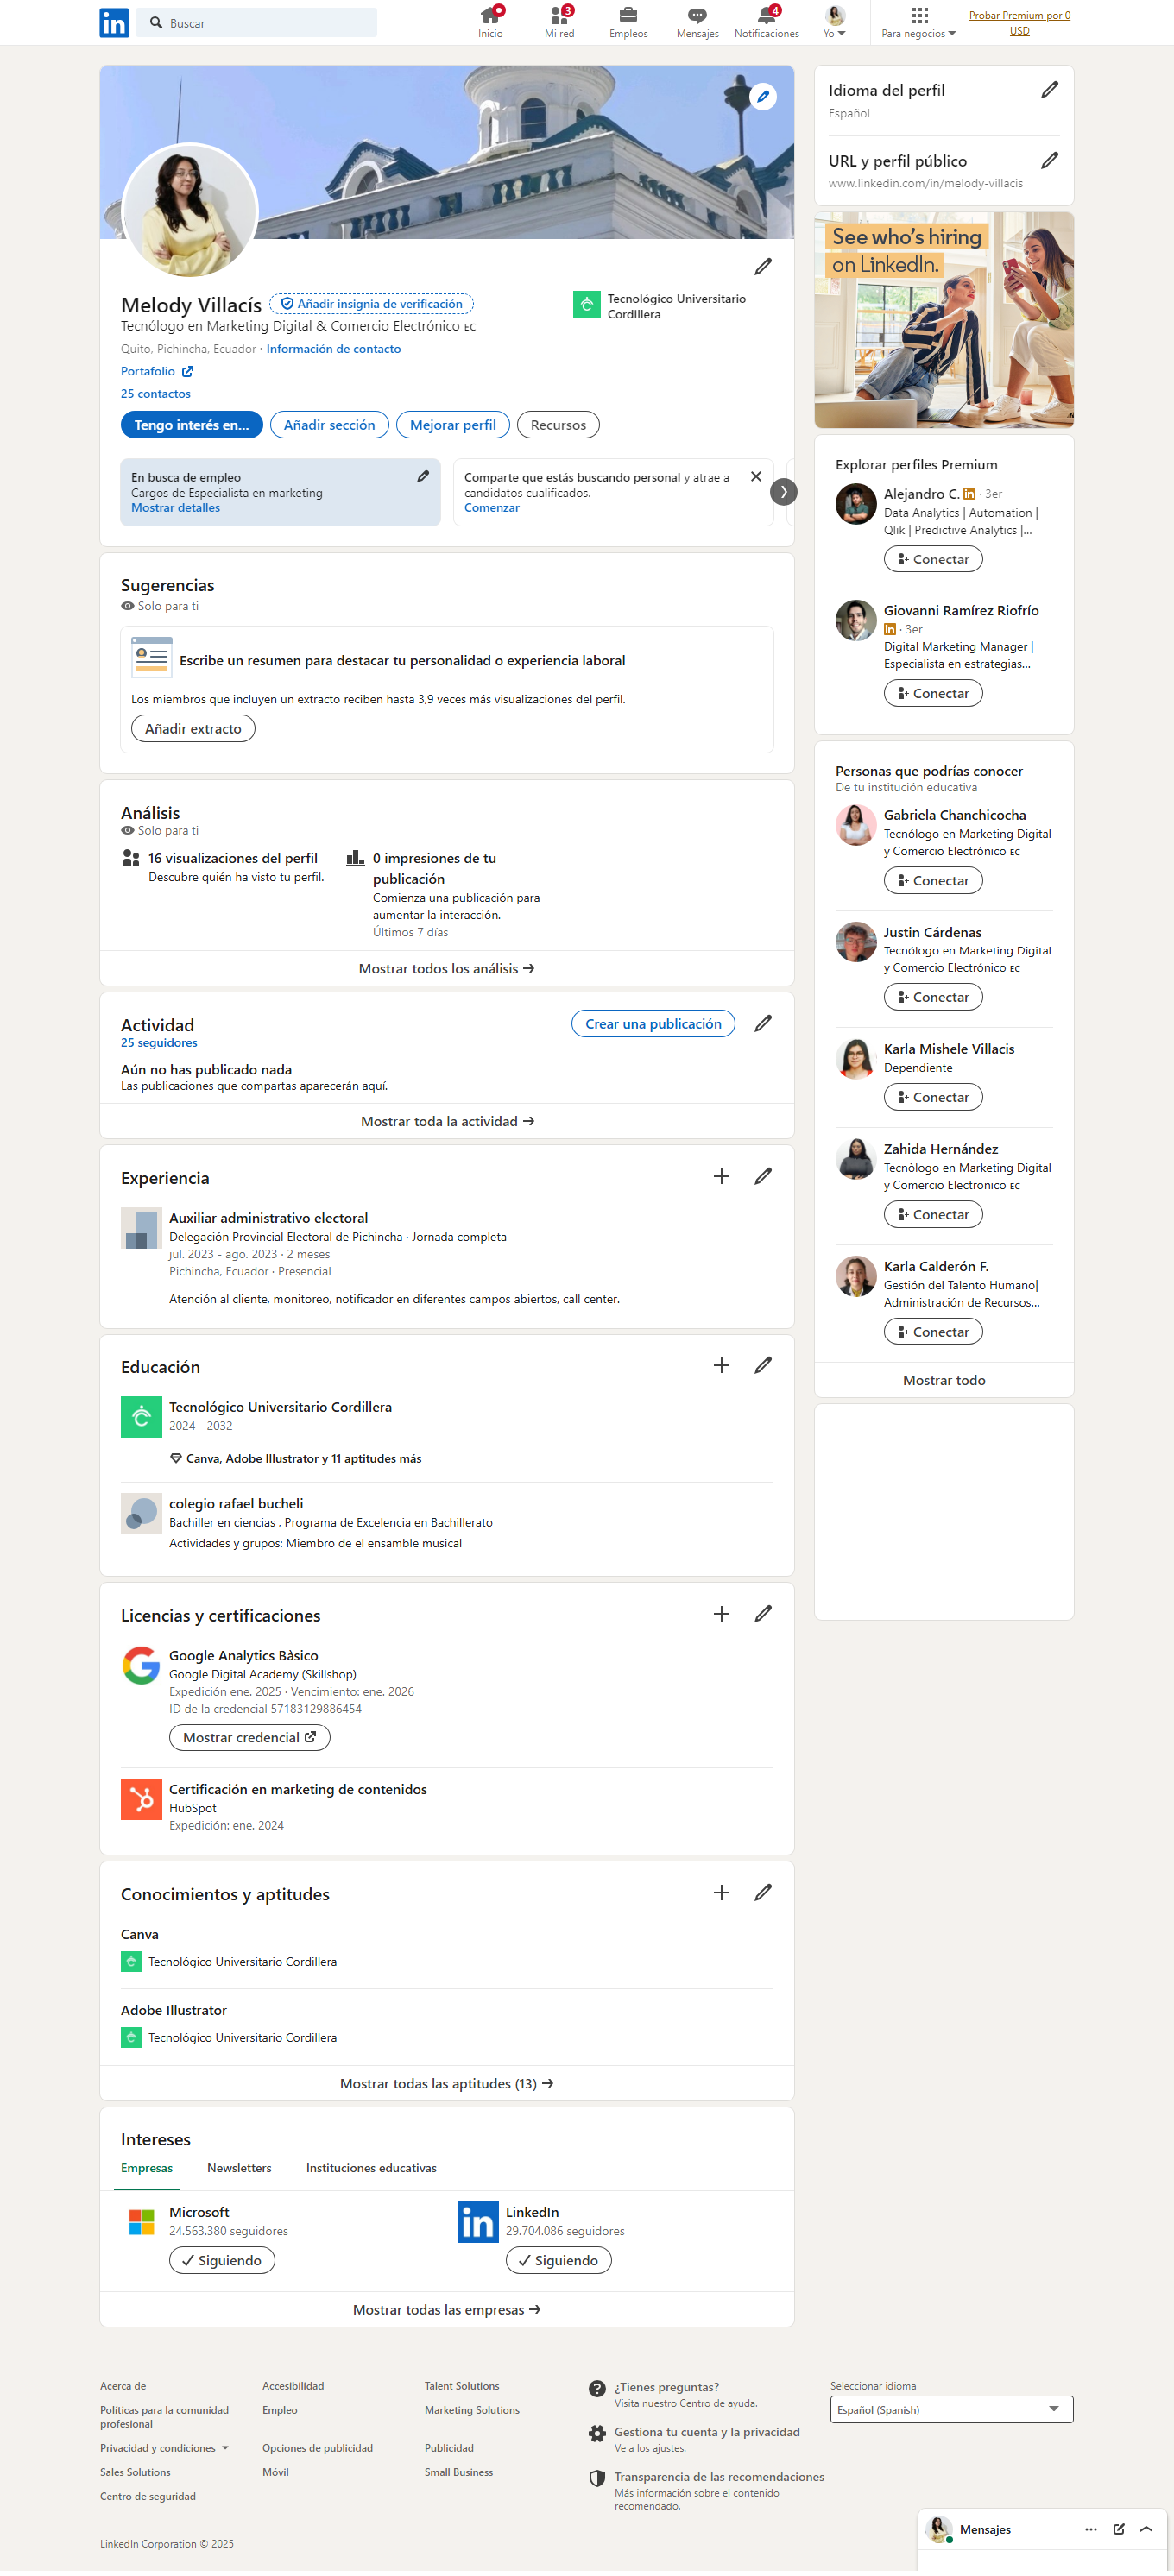 Buscar
Inicio
3
Mi red
Empleos
Mensajes
4
Notificaciones
Yo
Para negocios
Probar Premium por 0
USD
Melody Villacís
Añadir insignia de verificación
Tecnólogo en Marketing Digital & Comercio Electrónico EC
Quito, Pichincha, Ecuador · Información de contacto
Portafolio
25 contactos
Tecnológico Universitario
Cordillera
Tengo interés en...
Añadir sección
Mejorar perfil
Recursos
En busca de empleo
Cargos de Especialista en marketing
Mostrar detalles
Comparte que estás buscando personal y atrae a
candidatos cualificados.
Comenzar
Sugerencias
Solo para ti
Escribe un resumen para destacar tu personalidad o experiencia laboral
Los miembros que incluyen un extracto reciben hasta 3,9 veces más visualizaciones del perfil.
Añadir extracto
Análisis
Solo para ti
16 visualizaciones del perfil
Descubre quién ha visto tu perfil.
0 impresiones de tu
publicación
Comienza una publicación para
aumentar la interacción.
Últimos 7 días
Mostrar todos los análisis →
Actividad
25 seguidores
Crear una publicación
Aún no has publicado nada
Las publicaciones que compartas aparecerán aquí.
Mostrar toda la actividad →
Experiencia
Auxiliar administrativo electoral
Delegación Provincial Electoral de Pichincha · Jornada completa
jul. 2023 - ago. 2023 · 2 meses
Pichincha, Ecuador · Presencial
Atención al cliente, monitoreo, notificador en diferentes campos abiertos, call center.
Educación
Tecnológico Universitario Cordillera
2024 - 2032
Canva, Adobe Illustrator y 11 aptitudes más
colegio rafael bucheli
Bachiller en ciencias , Programa de Excelencia en Bachillerato
Actividades y grupos: Miembro de el ensamble musical
Licencias y certificaciones
Google Analytics Bàsico
Google Digital Academy (Skillshop)
Expedición ene. 2025 · Vencimiento: ene. 2026
ID de la credencial 57183129886454
Mostrar credencial
Certificación en marketing de contenidos
HubSpot
Expedición: ene. 2024
Conocimientos y aptitudes
Canva
Tecnológico Universitario Cordillera
Adobe Illustrator
Tecnológico Universitario Cordillera
Mostrar todas las aptitudes (13) →
Intereses
Empresas
Newsletters
Instituciones educativas
Microsoft
24.563.380 seguidores
Siguiendo
LinkedIn
29.704.086 seguidores
Siguiendo
Mostrar todas las empresas →
Idioma del perfil
Español
URL y perfil público
www.linkedin.com/in/melody-villacis
See who's hiring
on LinkedIn.
Explorar perfiles Premium
Alejandro C. in · 3er
Data Analytics | Automation |
Qlik | Predictive Analytics |...
Conectar
Giovanni Ramírez Riofrío
in · 3er
Digital Marketing Manager |
Especialista en estrategias...
Conectar
Personas que podrías conocer
De tu institución educativa
Gabriela Chanchicocha
Tecnólogo en Marketing Digital
y Comercio Electrónico EC
Conectar
Justin Cárdenas
Tecnólogo en Marketing Digital
y Comercio Electrónico EC
Conectar
Karla Mishele Villacis
Dependiente
Conectar
Zahida Hernández
Tecnòlogo en Marketing Digital
y Comercio Electronico EC
Conectar
Karla Calderón F.
Gestión del Talento Humano|
Administración de Recursos...
Conectar
Mostrar todo
Acerca de
Accesibilidad
Talent Solutions
Políticas para la comunidad
profesional
Empleo
Marketing Solutions
Privacidad y condiciones
Opciones de publicidad
Publicidad
Sales Solutions
Móvil
Small Business
Centro de seguridad
¿Tienes preguntas?
Visita nuestro Centro de ayuda.
Gestiona tu cuenta y la privacidad
Ve a los ajustes.
Transparencia de las recomendaciones
Más información sobre el contenido
recomendado.
Seleccionar idioma
Español (Spanish)
LinkedIn Corporation © 2025
Mensajes